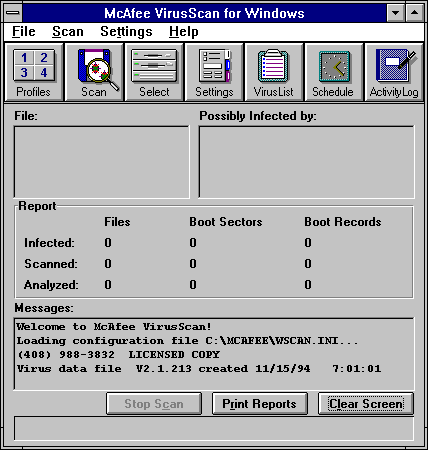 McAfee VirusScan for Windows
File Scan Settings Help
1 2
3 4
Profiles Scan Select Settings VirusList Schedule ActivityLog
File: Possibly Infected by:
Report
Files Boot Sectors Boot Records
Infected: 0 0 0
Scanned: 0 0 0
Analyzed: 0 0 0
Messages:
Welcome to McAfee VirusScan!
Loading configuration file C:\MCAFEE\WSCAN.INI...
(408) 988-3832 LICENSED COPY
Virus data file V2.1.213 created 11/15/94 7:01:01
Stop Scan Print Reports Clear Screen